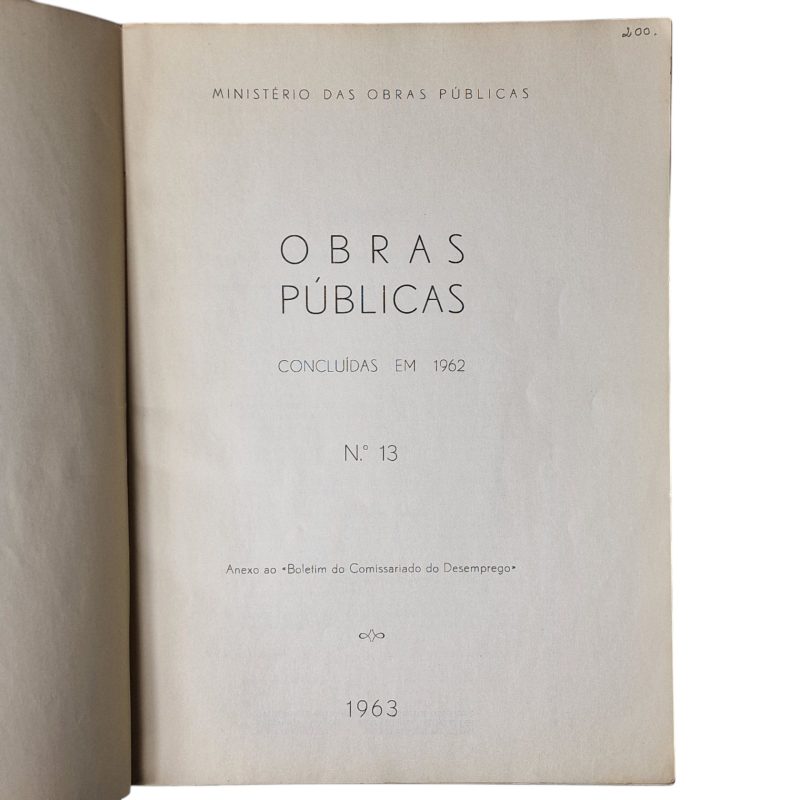 200.
MINISTÉRIO DAS OBRAS PÚBLICAS
OBRAS
PÚBLICAS
CONCLUÍDAS EM 1962
N.º 13
Anexo ao «Boletim do Comissariado do Desemprego»
1963